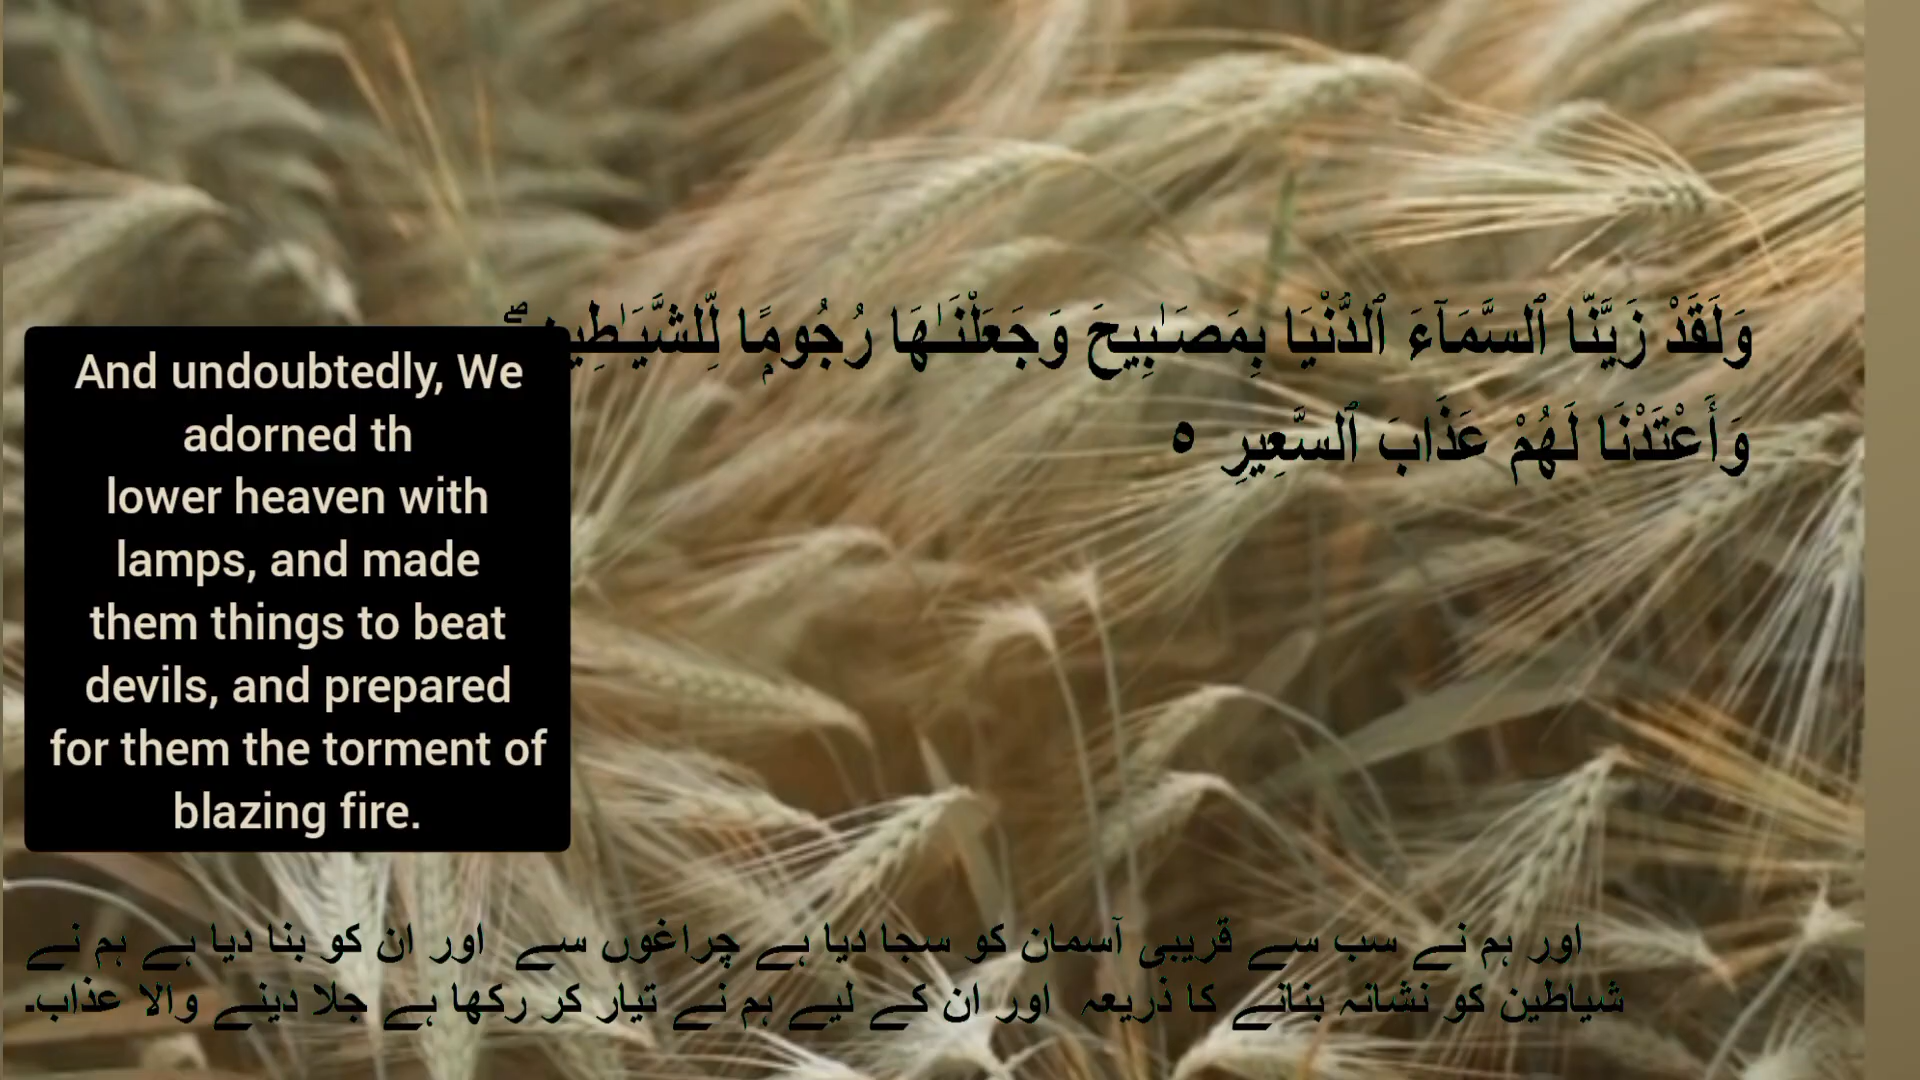 وَلَقَدْ زَيَّنَّا ٱلسَّمَآءَ ٱلدُّنْيَا بِمَصَـٰبِيحَ وَجَعَلْنَـٰهَا رُجُومًا لِّلشَّيَـٰطِينِ ۖ
وَأَعْتَدْنَا لَهُمْ عَذَابَ ٱلسَّعِيرِ ٥
And undoubtedly, We
adorned th
lower heaven with
lamps, and made
them things to beat
devils, and prepared
for them the torment of
blazing fire.
اور ہم نے سب سے قریبی آسمان کو سجا دیا ہے چراغوں سے اور ان کو بنا دیا ہے ہم نے
شیاطین کو نشانہ بنانے کا ذریعہ اور ان کے لیے ہم نے تیار کر رکھا ہے جلا دینے والا عذاب۔